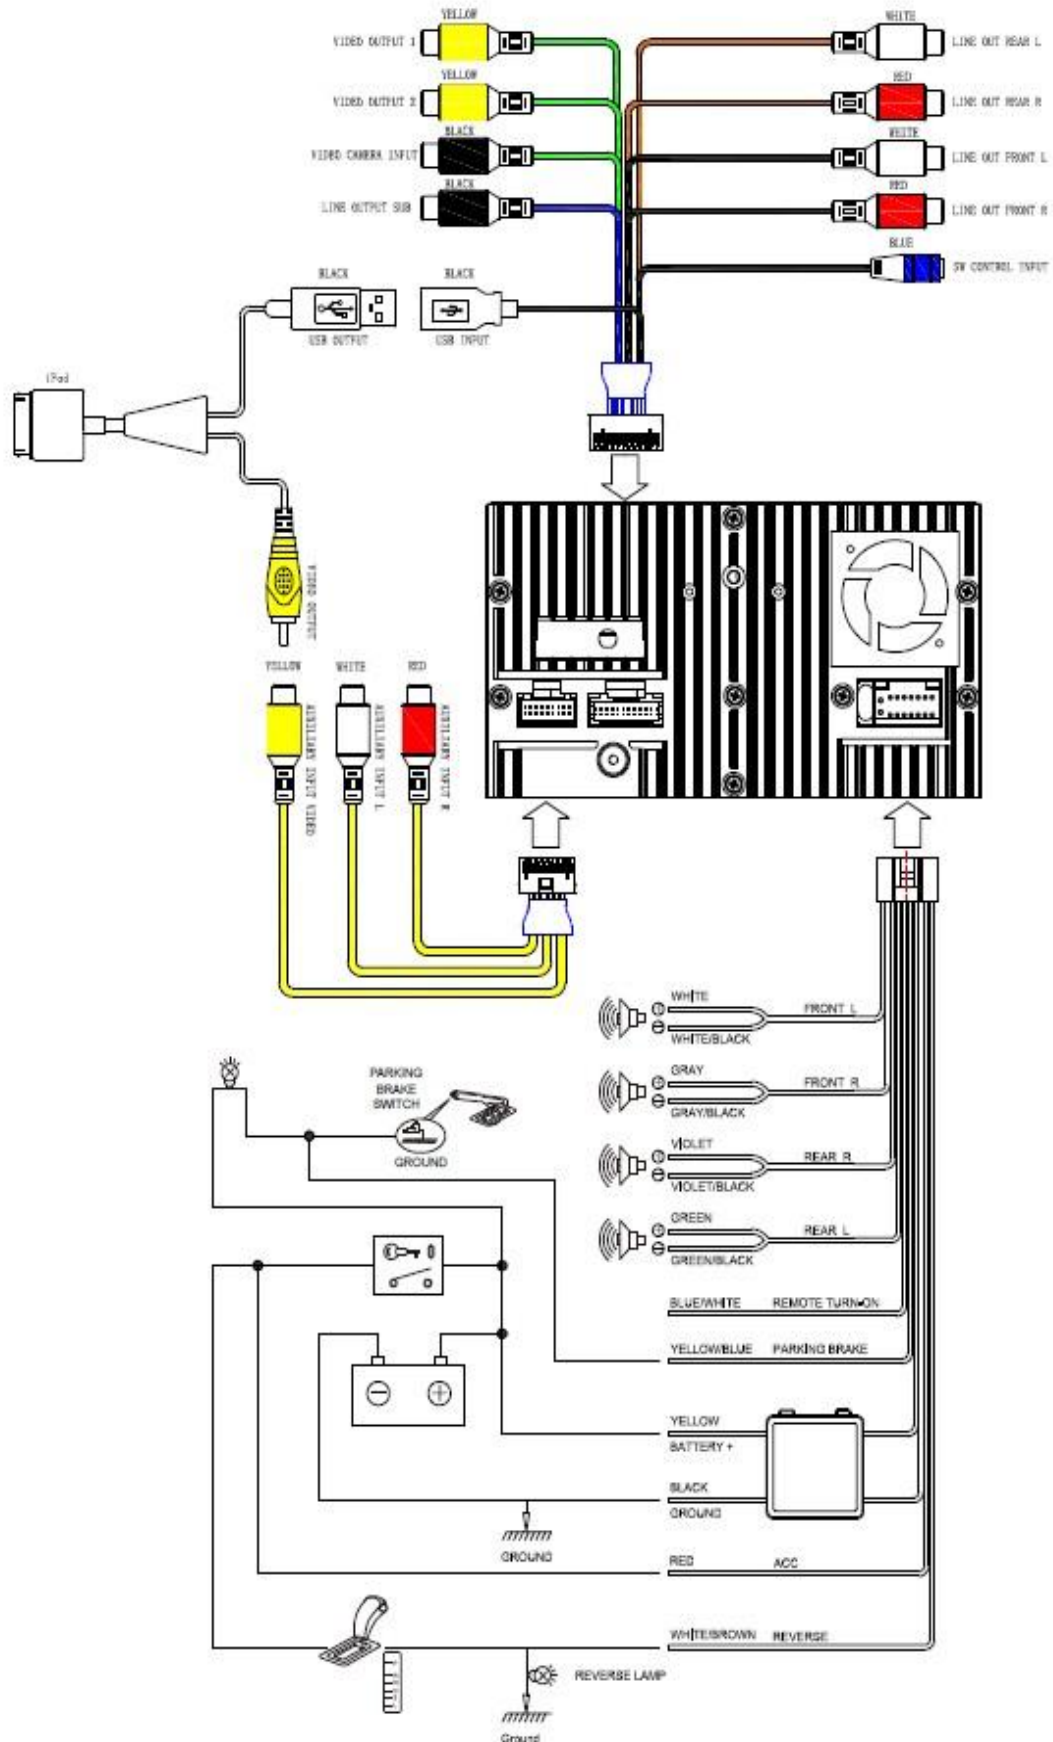 YELLOW
VIDEO OUTPUT 1
WHITE
LINE OUT REAR L
YELLOW
VIDEO OUTPUT 2
RED
LINE OUT REAR R
BLACK
VIDEO CAMERA INPUT
WHITE
LINE OUT FRONT L
BLACK
LINE OUTPUT SUB
RED
LINE OUT FRONT R
BLUE
SW CONTROL INPUT
BLACK
USB OUTPUT
BLACK
USB INPUT
iPod
VIDEO OUTPUT
YELLOW
WHITE
RED
AUXILIARY INPUT VIDEO
AUXILIARY INPUT L
AUXILIARY INPUT R
WHITE
FRONT L
WHITE/BLACK
PARKING
BRAKE
SWITCH
GROUND
GRAY
FRONT R
GRAY/BLACK
VIOLET
REAR R
VIOLET/BLACK
GREEN
REAR L
GREEN/BLACK
BLUE/WHITE REMOTE TURN-ON
YELLOW/BLUE PARKING BRAKE
YELLOW
BATTERY +
BLACK
GROUND
GROUND
RED ACC
WHITE/BROWN REVERSE
REVERSE LAMP
Ground